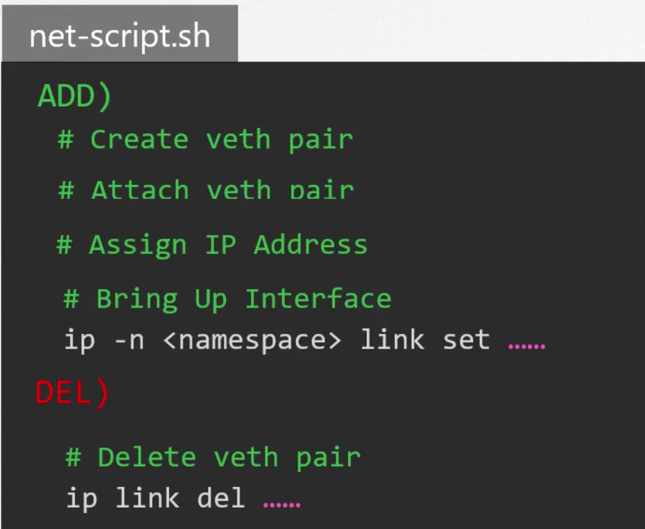 net-script.sh
ADD)
# Create veth pair
# Attach veth pair
# Assign IP Address
# Bring Up Interface
ip -n <namespace> link set ……
DEL)
# Delete veth pair
ip link del ……